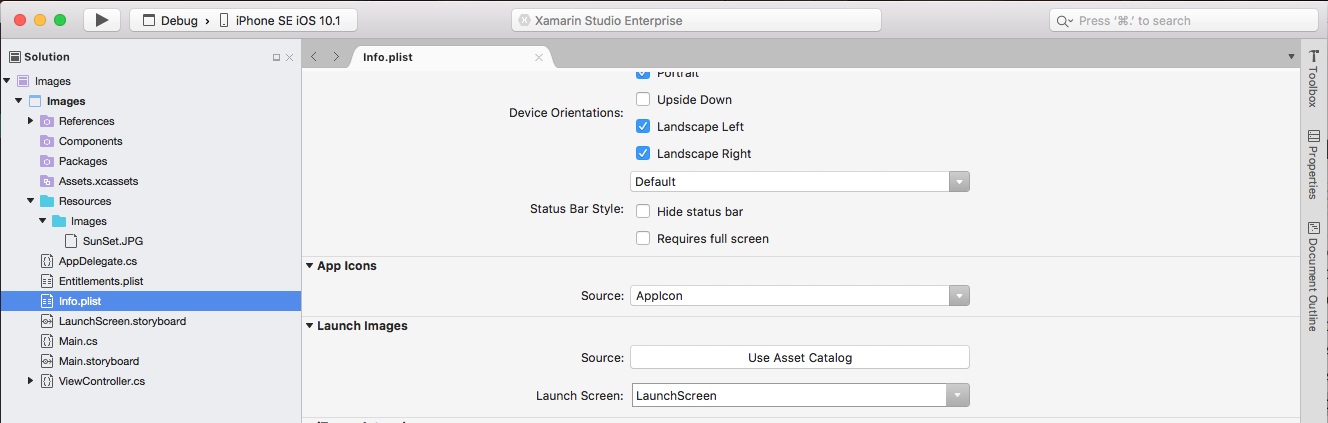 Debug > iPhone SE iOS 10.1
Xamarin Studio Enterprise
Press ‘⌘.’ to search
Solution
Images
Images
References
Components
Packages
Assets.xcassets
Resources
Images
SunSet.JPG
AppDelegate.cs
Entitlements.plist
Info.plist
LaunchScreen.storyboard
Main.cs
Main.storyboard
ViewController.cs
Info.plist
Portrait
Device Orientations:
Upside Down
Landscape Left
Landscape Right
Default
Status Bar Style:
Hide status bar
Requires full screen
App Icons
Source: AppIcon
Launch Images
Source: Use Asset Catalog
Launch Screen: LaunchScreen
Toolbox
Properties
Document Outline